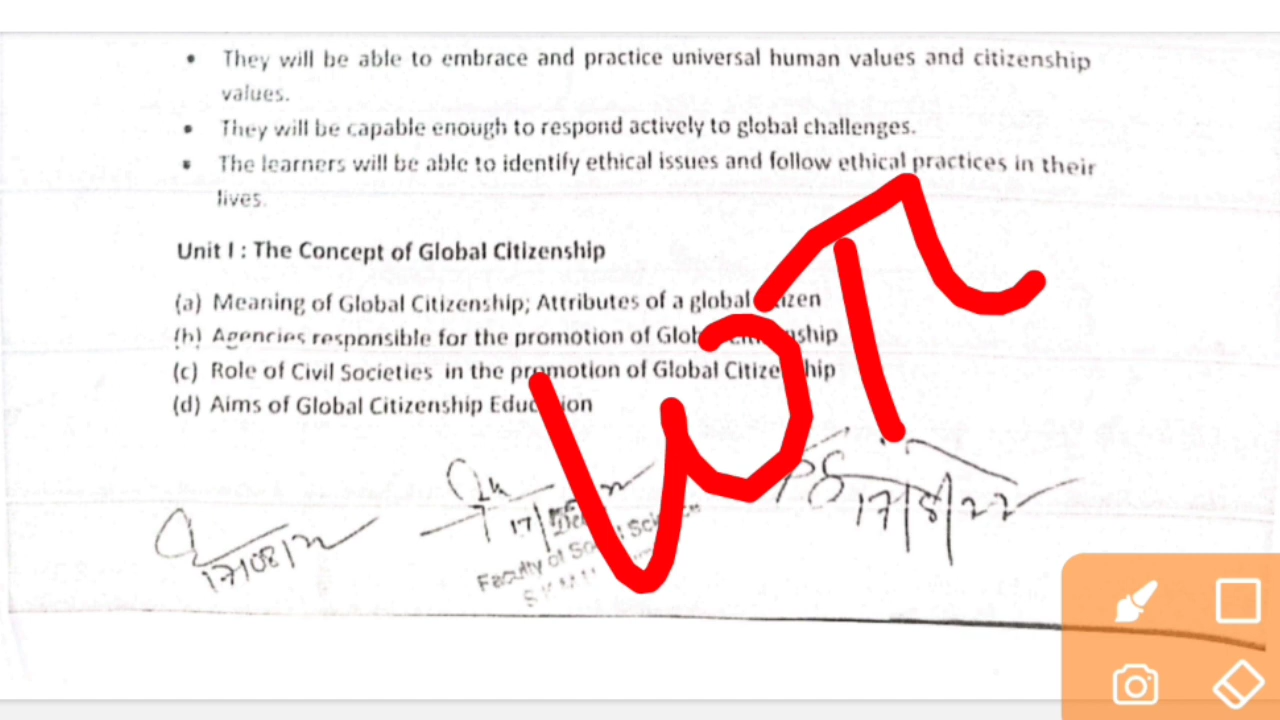 They will be able to embrace and practice universal human values and citizenship
values.
They will be capable enough to respond actively to global challenges.
The learners will be able to identify ethical issues and follow ethical practices in their
lives.
Unit I : The Concept of Global Citizenship
(a) Meaning of Global Citizenship; Attributes of a global
(b) Agencies responsible for the promotion of
(c) Role of Civil Societies in the promotion of Global
(d) Aims of Global Citizenship
17/08/22
17/8/22
Faculty of